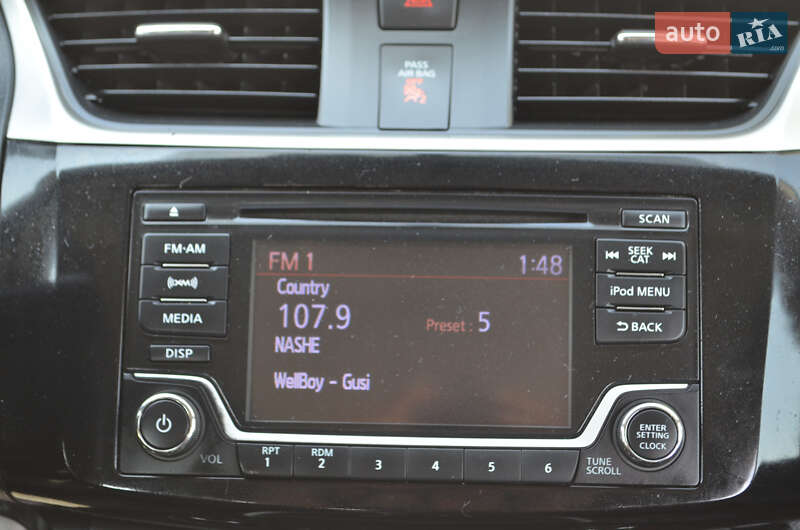 auto RIA.com
PASS
AIR BAG
SCAN
FM·AM
SEEK
CAT
XM
iPod MENU
MEDIA
BACK
DISP
FM 1 1:48
Country
107.9 Preset : 5
NASHE
WellBoy - Gusi
VOL
RPT
1
RDM
2
3
4
5
6
TUNE
SCROLL
ENTER
SETTING
CLOCK